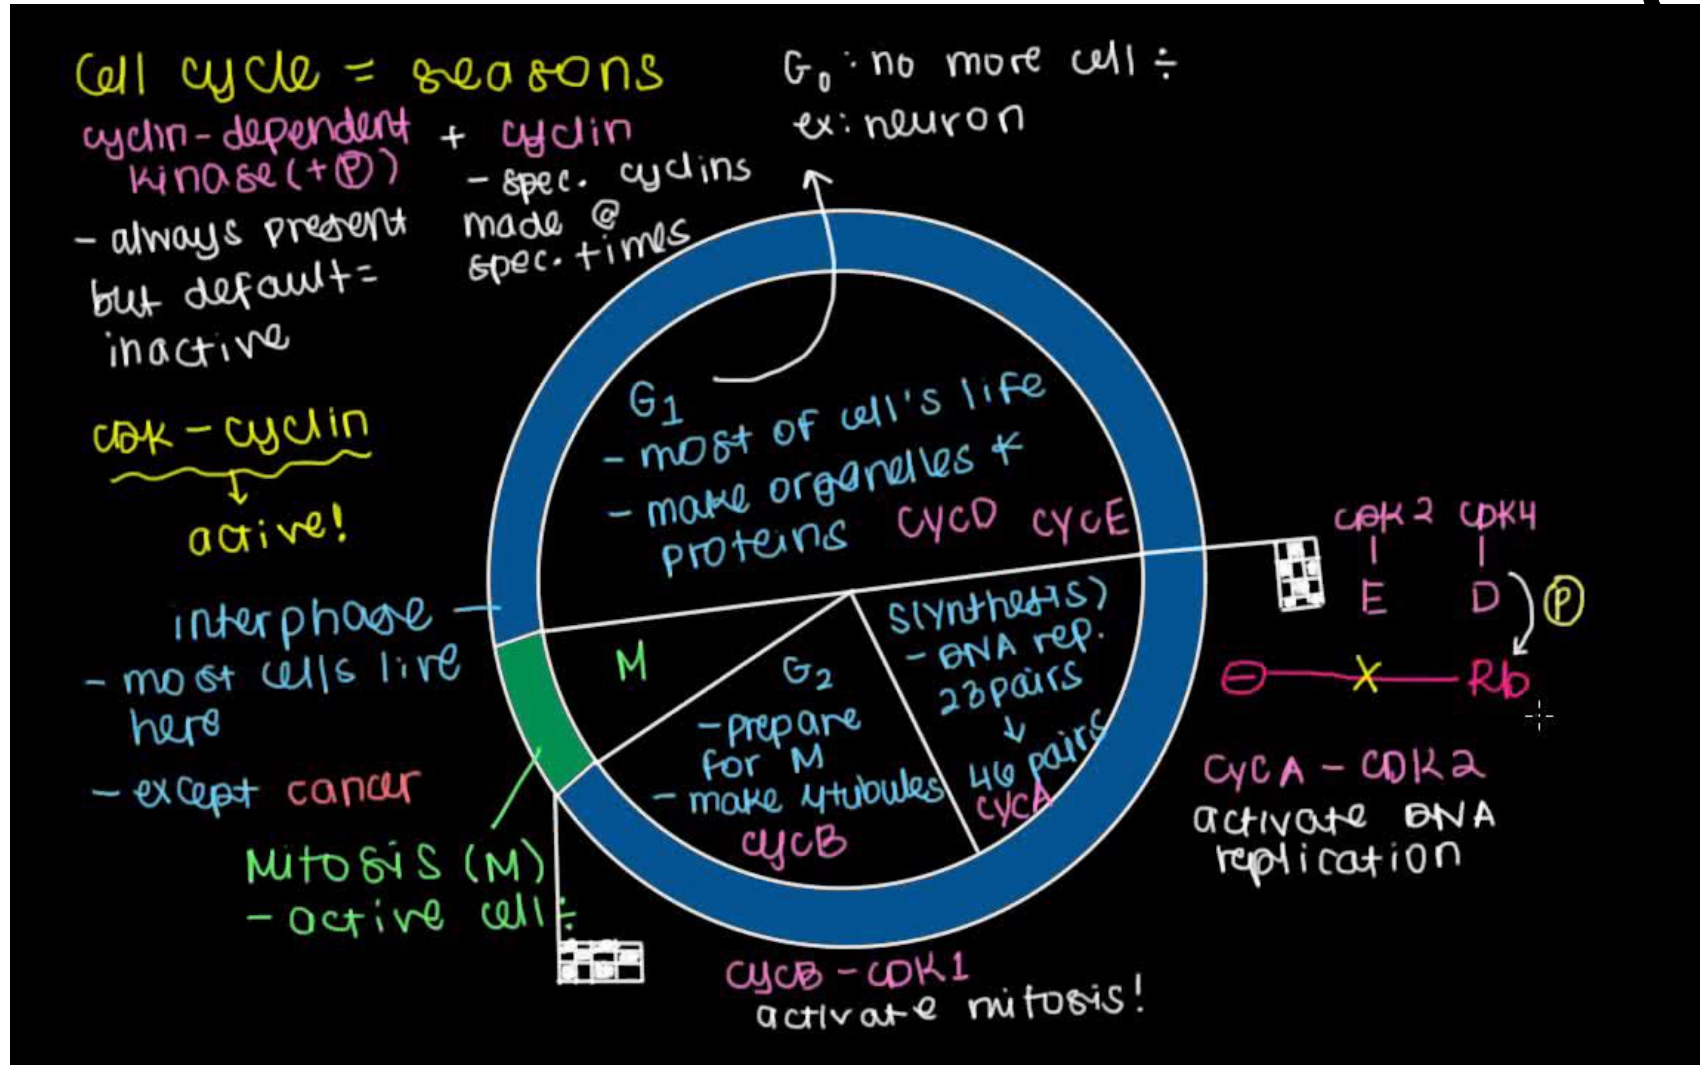 Cell cycle = seasons
cyclin-dependent kinase(+Ⓟ) + cyclin
- always present
but default=
inactive
- spec. cyclins
made @
spec. times
G₀: no more cell ÷
ex: neuron
CDK - cyclin
active!
G1
- most of cell's life
- make organelles &
proteins
CYCD CYCE
interphase
- most cells live
here
- except cancer
M
G2
- prepare
for M
- make μtubules
CYCB
S(ynthesis)
- DNA rep.
23 pairs
↓
46 pairs
CYCA
Mitosis (M)
- active cell ÷
CDK2 CDK4
E D Ⓟ
⊖ X Rb
CYCA - CDK2
activate DNA
replication
CYCB - CDK1
activate mitosis!